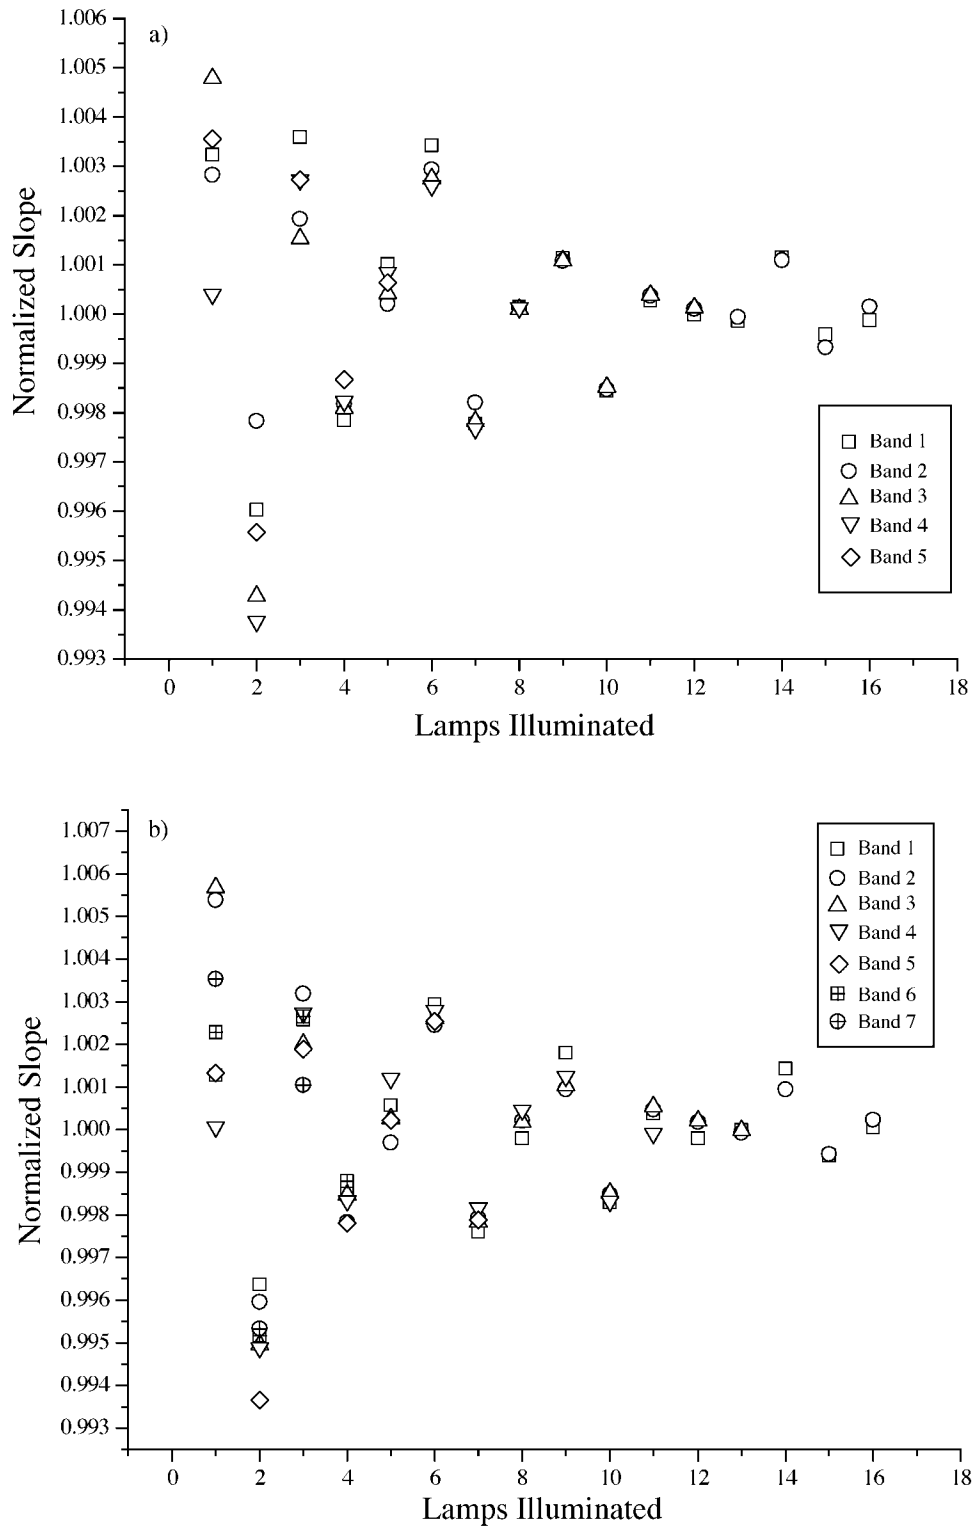 a)
1.006
1.005
1.004
1.003
1.002
1.001
1.000
0.999
0.998
0.997
0.996
0.995
0.994
0.993
Normalized Slope
0 2 4 6 8 10 12 14 16 18
Lamps Illuminated
Band 1
Band 2
Band 3
Band 4
Band 5
b)
1.007
1.006
1.005
1.004
1.003
1.002
1.001
1.000
0.999
0.998
0.997
0.996
0.995
0.994
0.993
Normalized Slope
0 2 4 6 8 10 12 14 16 18
Lamps Illuminated
Band 1
Band 2
Band 3
Band 4
Band 5
Band 6
Band 7